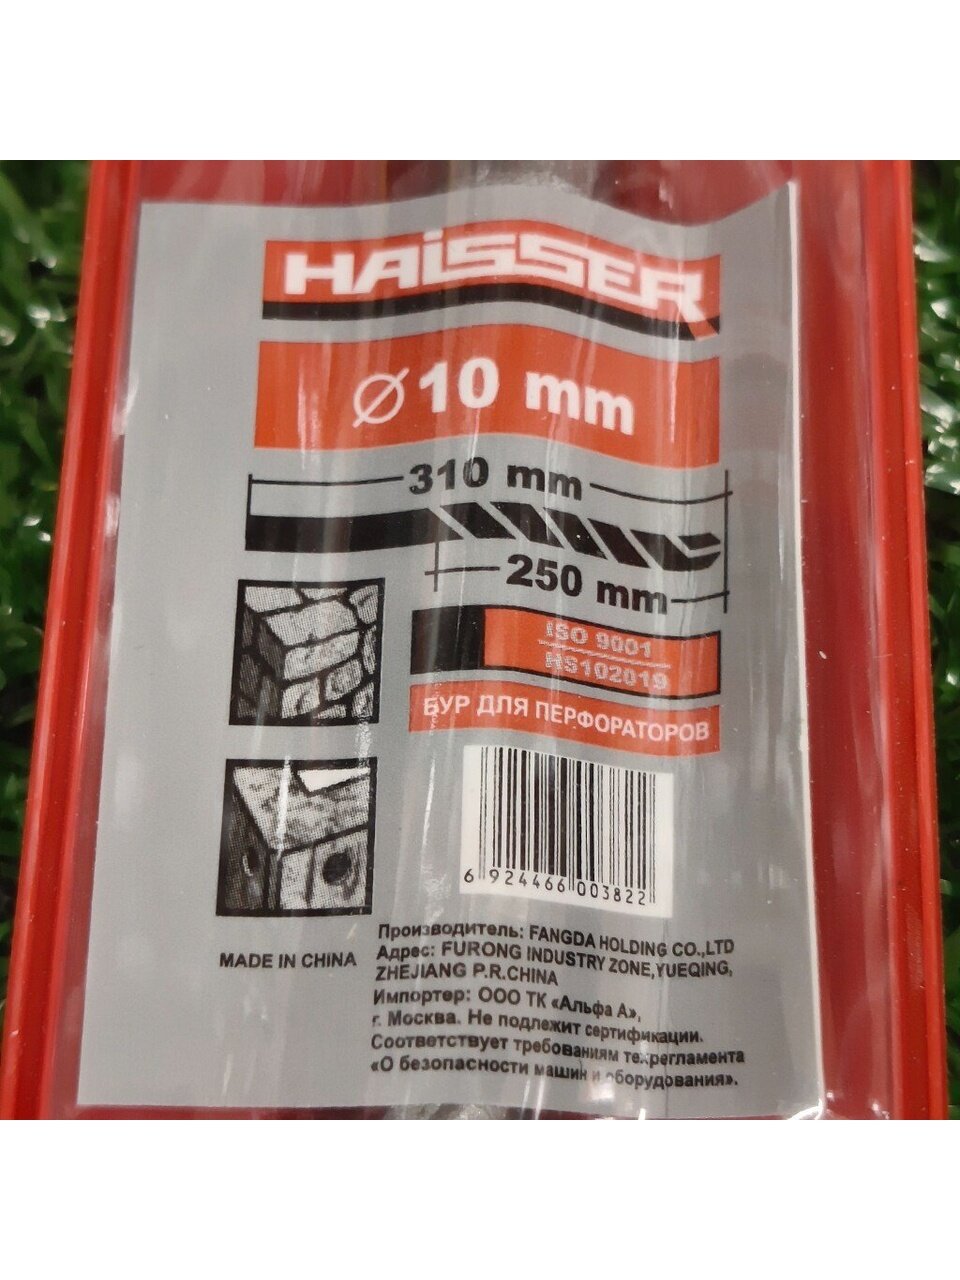 HAISSER
Ø 10 mm
310 mm
250 mm
ISO 9001
HS102019
БУР ДЛЯ ПЕРФОРАТОРОВ
6 924466 003822
MADE IN CHINA
Производитель: FANGDA HOLDING CO.,LTD
Адрес: FURONG INDUSTRY ZONE,YUEQING,
ZHEJIANG P.R.CHINA
Импортер: ООО ТК «Альфа А»,
г. Москва. Не подлежит сертификации.
Соответствует требованиям техрегламента
«О безопасности машин и оборудования».